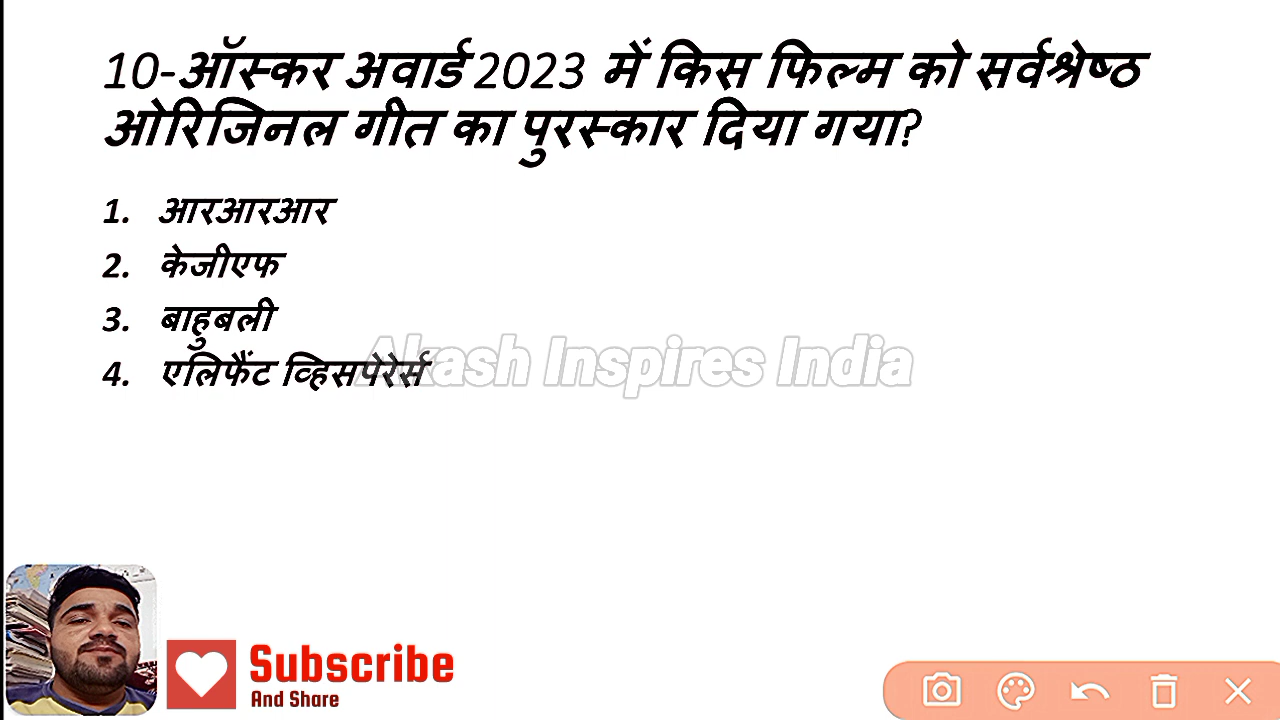 10-ऑस्कर अवार्ड 2023 में किस फिल्म को सर्वश्रेष्ठ
ओरिजिनल गीत का पुरस्कार दिया गया?
1. आरआरआर
2. केजीएफ
3. बाहुबली
4. एलिफैंट व्हिसपेरेर्स
Akash Inspires India
Subscribe
And Share